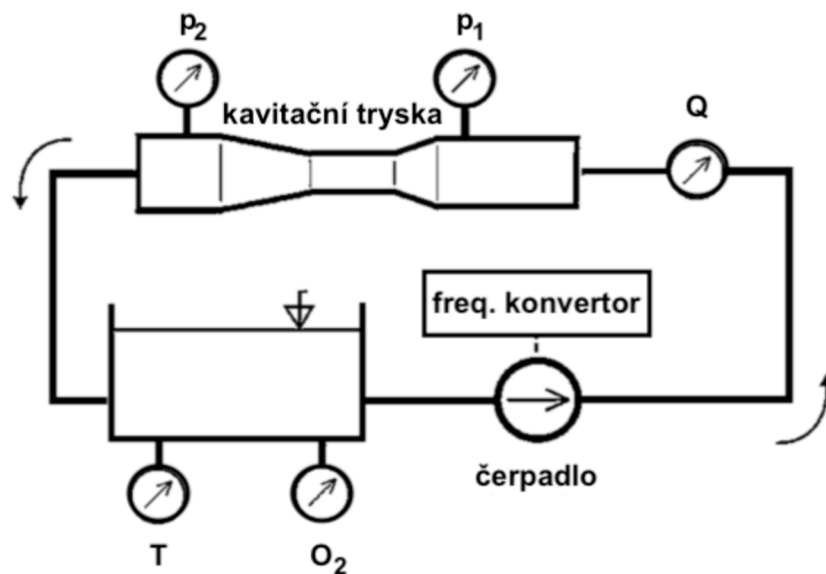 p₂
p₁
kavitační tryska
Q
freq. konvertor
čerpadlo
T
O₂